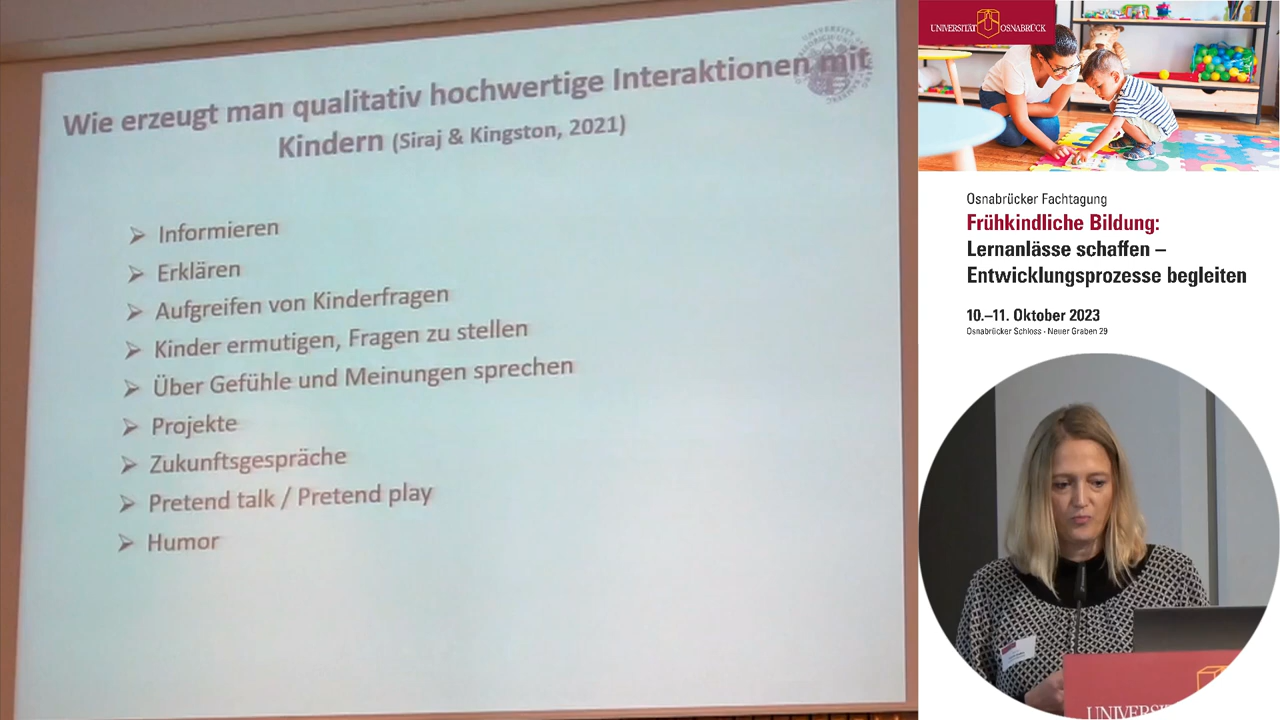 Wie erzeugt man qualitativ hochwertige Interaktionen mit
Kindern (Siraj & Kingston, 2021)
➢ Informieren
➢ Erklären
➢ Aufgreifen von Kinderfragen
➢ Kinder ermutigen, Fragen zu stellen
➢ Über Gefühle und Meinungen sprechen
➢ Projekte
➢ Zukunftsgespräche
➢ Pretend talk / Pretend play
➢ Humor
UNIVERSITÄT OSNABRÜCK
Osnabrücker Fachtagung
Frühkindliche Bildung:
Lernanlässe schaffen –
Entwicklungsprozesse begleiten
10.–11. Oktober 2023
Osnabrücker Schloss · Neuer Graben 29